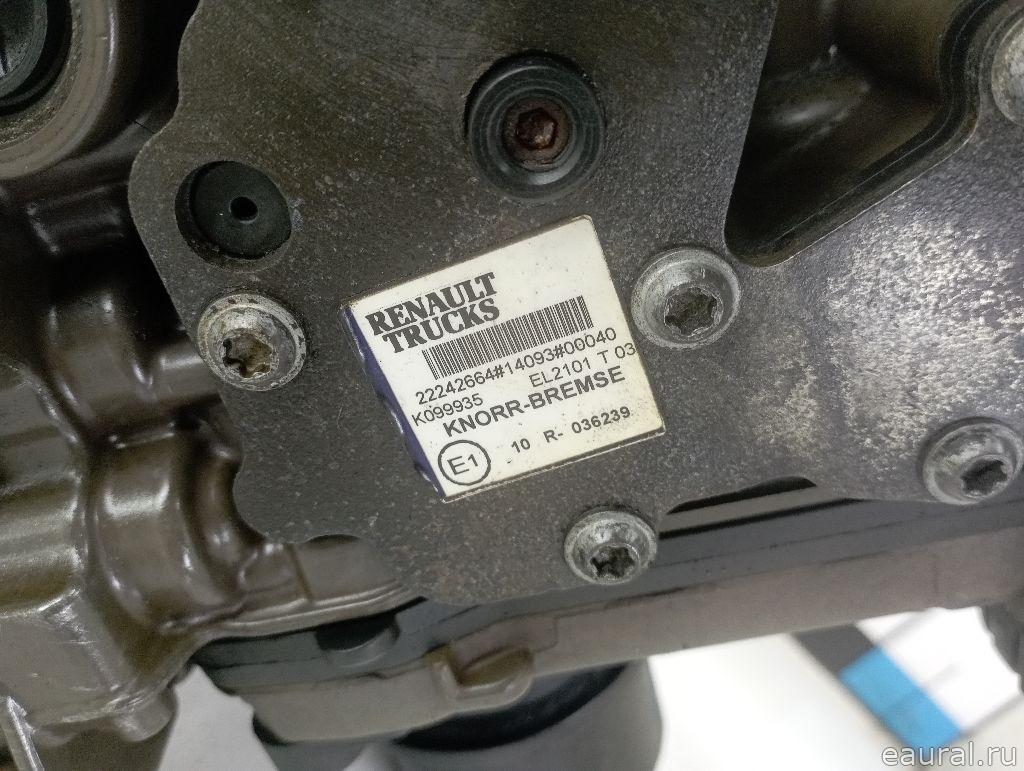 RENAULT
TRUCKS
22242664#14093#00040
K099935 EL2101 T 03
KNORR-BREMSE
E1 10 R- 036239
eaural.ru